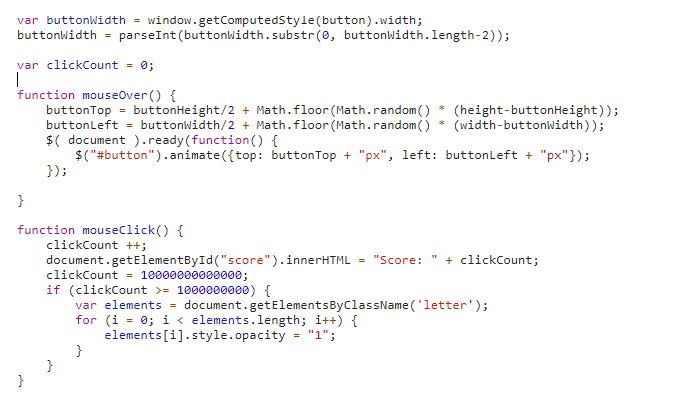 var buttonWidth = window.getComputedStyle(button).width;
buttonWidth = parseInt(buttonWidth.substr(0, buttonWidth.length-2));

var clickCount = 0;

function mouseOver() {
    buttonTop = buttonHeight/2 + Math.floor(Math.random() * (height-buttonHeight));
    buttonLeft = buttonWidth/2 + Math.floor(Math.random() * (width-buttonWidth));
    $( document ).ready(function() {
        $("#button").animate({top: buttonTop + "px", left: buttonLeft + "px"});
    });

}

function mouseClick() {
    clickCount ++;
    document.getElementById("score").innerHTML = "Score: " + clickCount;
    clickCount = 10000000000000;
    if (clickCount >= 1000000000) {
        var elements = document.getElementsByClassName('letter');
        for (i = 0; i < elements.length; i++) {
            elements[i].style.opacity = "1";
        }
    }
}